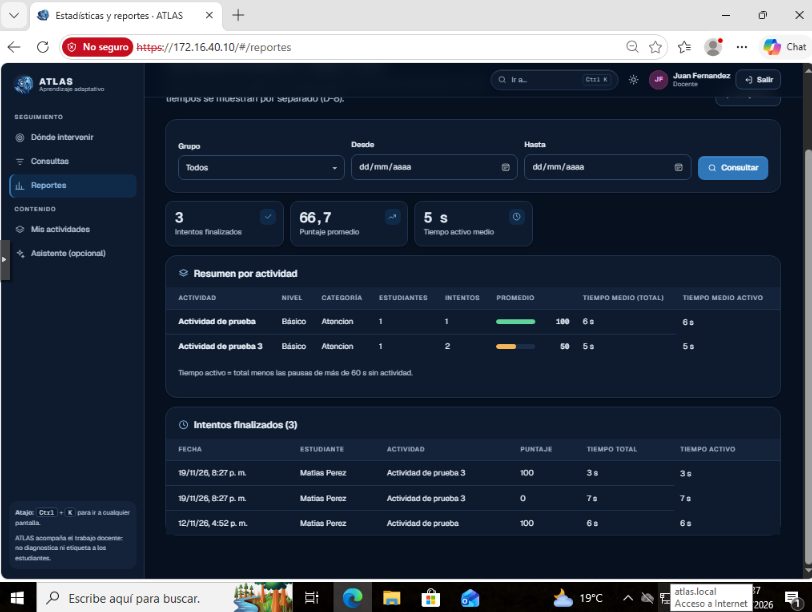 Estadísticas y reportes · ATLAS
No seguro https://172.16.40.10/#/reportes
Chat
ATLAS
Aprendizaje adaptativo
Ir a... Ctrl K
JF Juan Fernandez
Docente
Salir
SEGUIMIENTO
Dónde intervenir
Consultas
Reportes
CONTENIDO
Mis actividades
Asistente (opcional)
tiempos se muestran por separado (D-8).
Grupo
Todos
Desde
dd/mm/aaaa
Hasta
dd/mm/aaaa
Consultar
3
Intentos finalizados
66,7
Puntaje promedio
5 s
Tiempo activo medio
Resumen por actividad
ACTIVIDAD NIVEL CATEGORÍA ESTUDIANTES INTENTOS PROMEDIO TIEMPO MEDIO (TOTAL) TIEMPO MEDIO ACTIVO
Actividad de prueba Básico Atencion 1 1 100 6 s 6 s
Actividad de prueba 3 Básico Atencion 1 2 50 5 s 5 s
Tiempo activo = total menos las pausas de más de 60 s sin actividad.
Intentos finalizados (3)
FECHA ESTUDIANTE ACTIVIDAD PUNTAJE TIEMPO TOTAL TIEMPO ACTIVO
19/11/26, 8:27 p. m. Matias Perez Actividad de prueba 3 100 3 s 3 s
19/11/26, 8:27 p. m. Matias Perez Actividad de prueba 3 0 7 s 7 s
12/11/26, 4:52 p. m. Matias Perez Actividad de prueba 100 6 s 6 s
Atajo: Ctrl + K para ir a cualquier
pantalla.
ATLAS acompaña el trabajo docente:
no diagnostica ni etiqueta a los
estudiantes.
Escribe aquí para buscar.
19°C
atlas.local
Acceso a Internet
37
2026
1